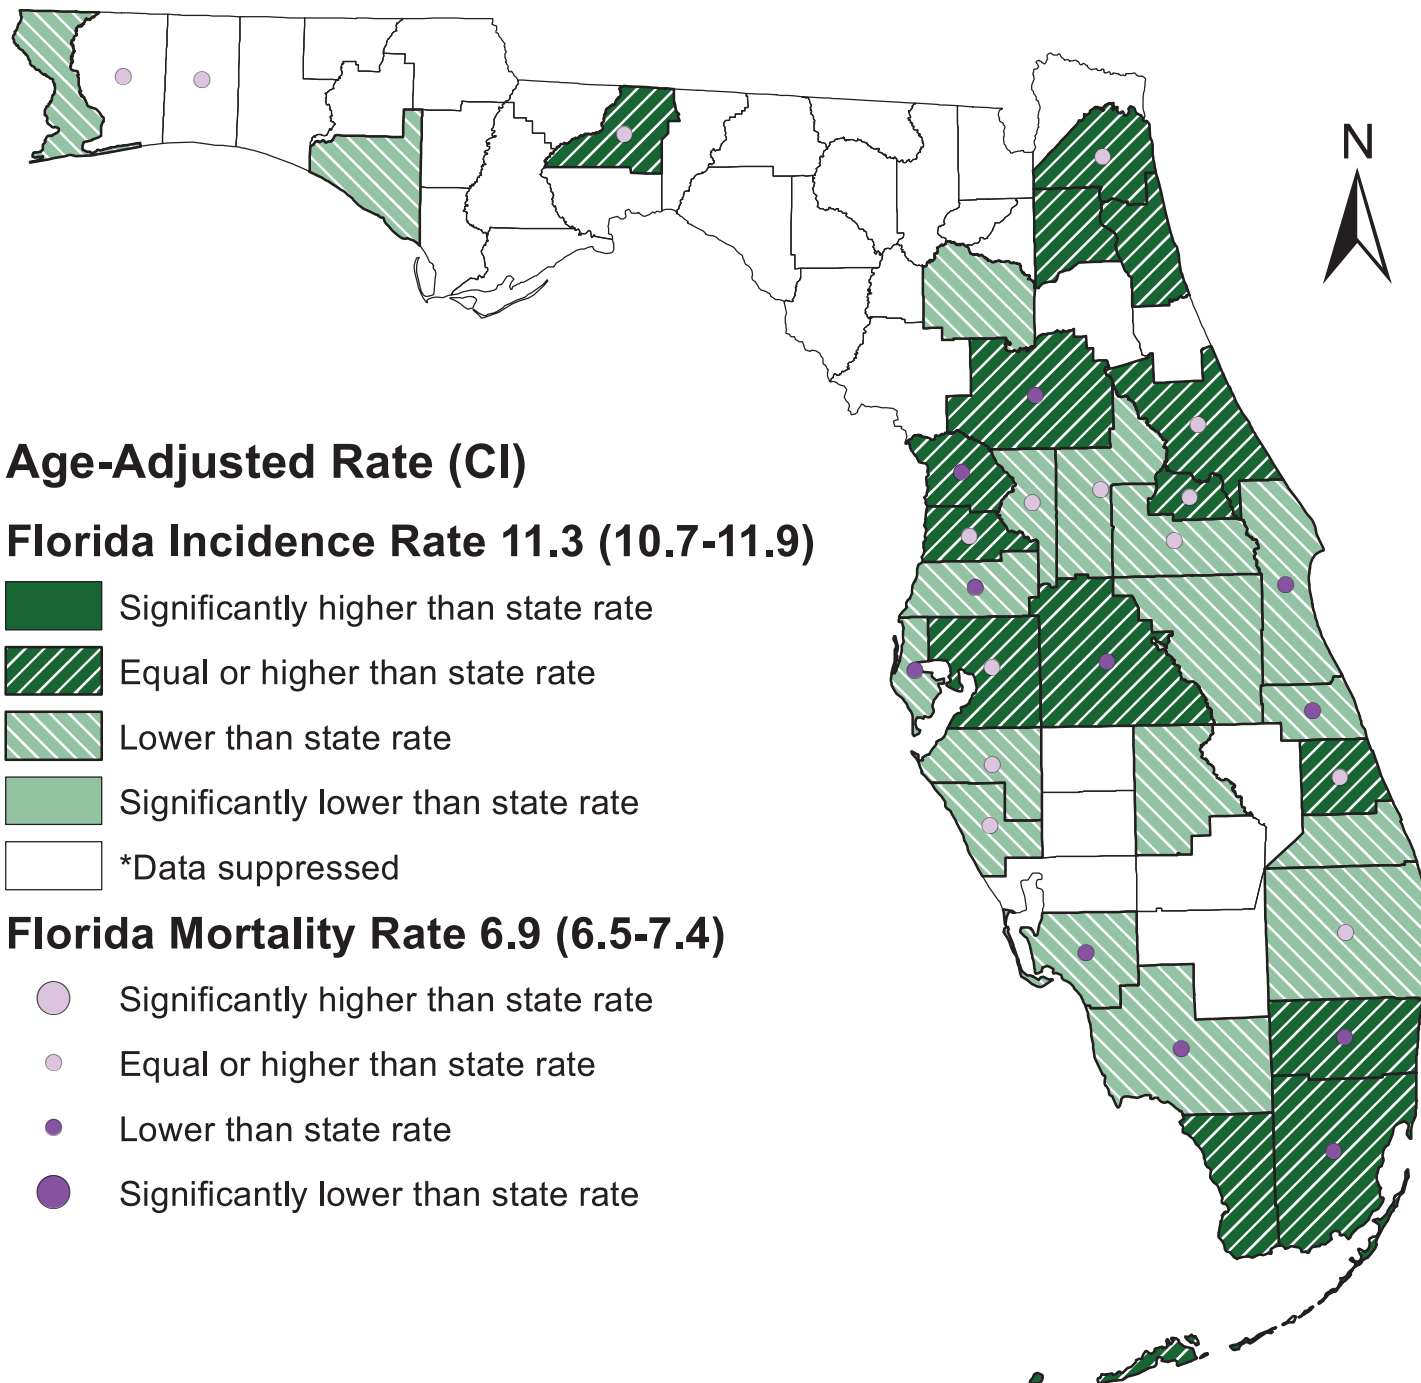 N
Age-Adjusted Rate (CI)
Florida Incidence Rate 11.3 (10.7-11.9)
Significantly higher than state rate
Equal or higher than state rate
Lower than state rate
Significantly lower than state rate
*Data suppressed
Florida Mortality Rate 6.9 (6.5-7.4)
Significantly higher than state rate
Equal or higher than state rate
Lower than state rate
Significantly lower than state rate